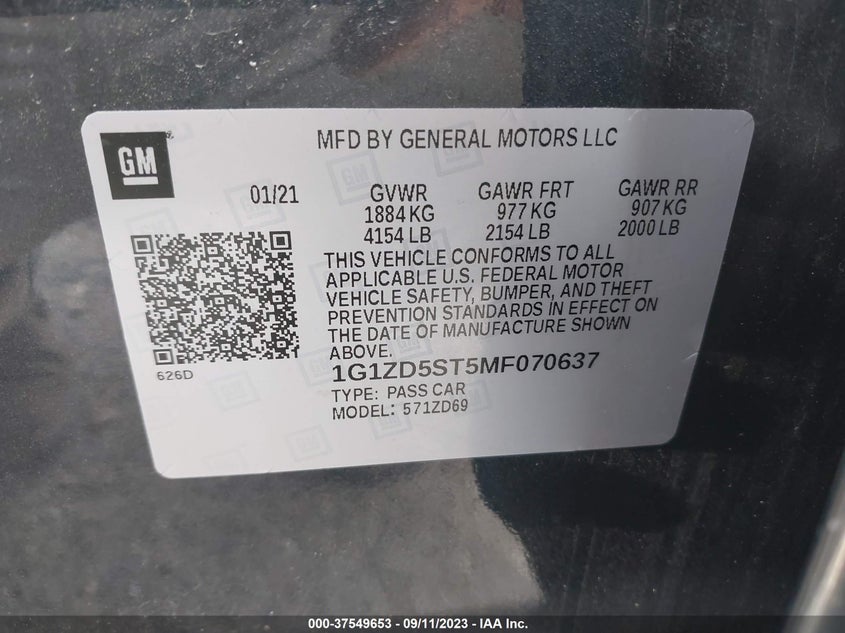 GM
MFD BY GENERAL MOTORS LLC
01/21
GVWR
1884 KG
4154 LB
GAWR FRT
977 KG
2154 LB
GAWR RR
907 KG
2000 LB
THIS VEHICLE CONFORMS TO ALL
APPLICABLE U.S. FEDERAL MOTOR
VEHICLE SAFETY, BUMPER, AND THEFT
PREVENTION STANDARDS IN EFFECT ON
THE DATE OF MANUFACTURE SHOWN
ABOVE.
626D
1G1ZD5ST5MF070637
TYPE: PASS CAR
MODEL: 571ZD69
000-37549653 - 09/11/2023 - IAA Inc.